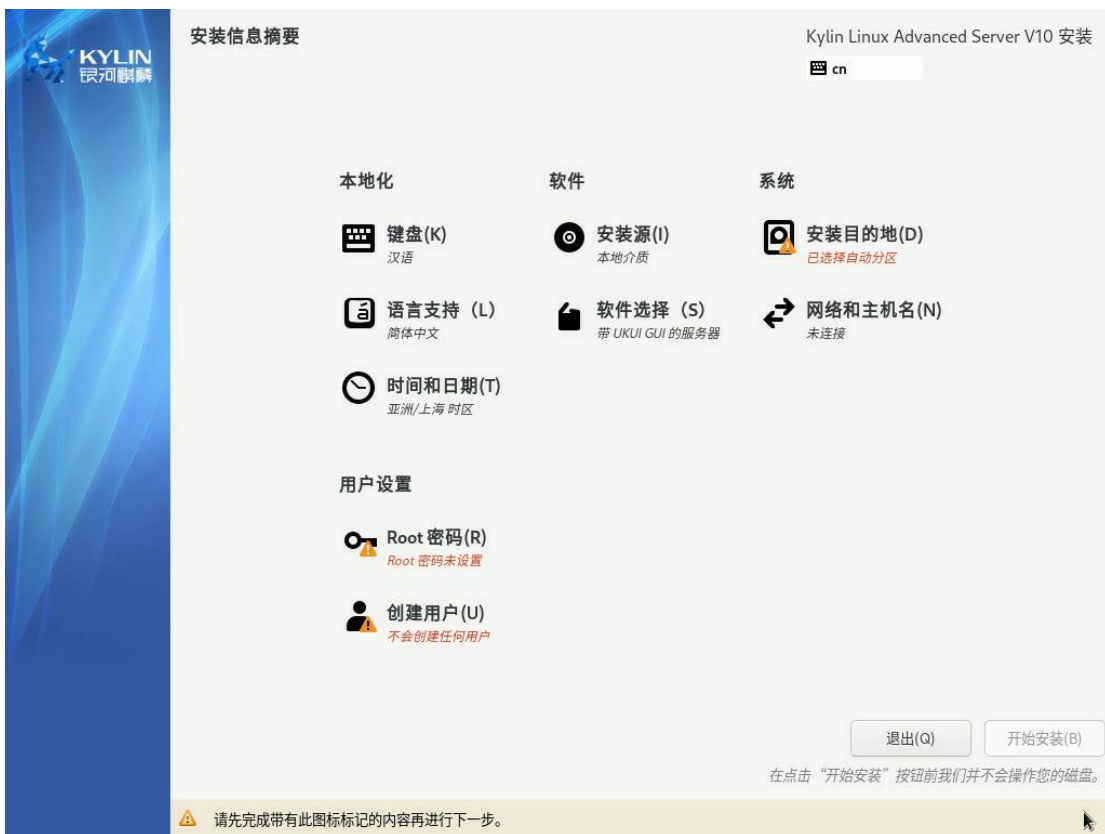 KYLIN
银河麒麟
安装信息摘要
Kylin Linux Advanced Server V10 安装
cn
本地化
键盘(K)
汉语
语言支持（L）
简体中文
时间和日期(T)
亚洲/上海 时区
软件
安装源(I)
本地介质
软件选择（S）
带 UKUI GUI 的服务器
系统
安装目的地(D)
已选择自动分区
网络和主机名(N)
未连接
用户设置
Root 密码(R)
Root 密码未设置
创建用户(U)
不会创建任何用户
退出(Q)
开始安装(B)
在点击“开始安装”按钮前我们并不会操作您的磁盘。
请先完成带有此图标标记的内容再进行下一步。